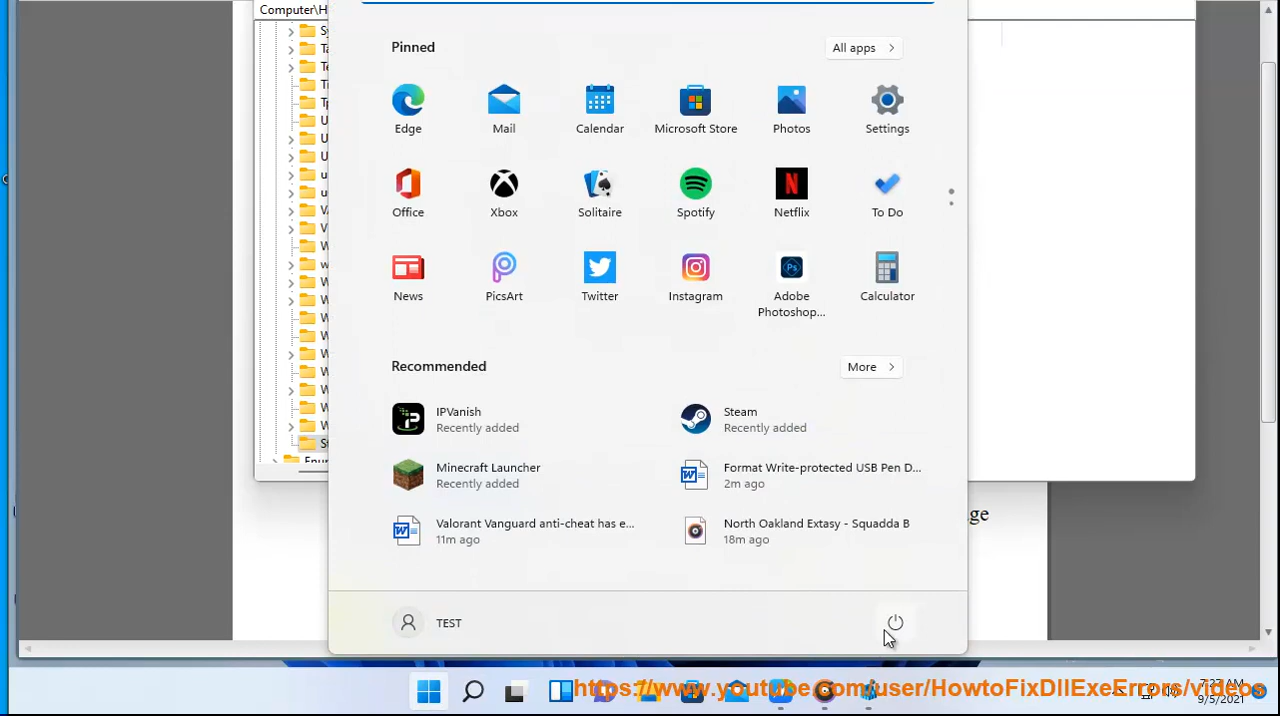 Computer\H
Pinned
All apps
Edge
Mail
Calendar
Microsoft Store
Photos
Settings
Office
Xbox
Solitaire
Spotify
Netflix
To Do
News
PicsArt
Twitter
Instagram
Adobe
Photoshop...
Calculator
Recommended
More
IPVanish
Recently added
Steam
Recently added
Minecraft Launcher
Recently added
Format Write-protected USB Pen D...
2m ago
Valorant Vanguard anti-cheat has e...
11m ago
North Oakland Extasy - Squadda B
18m ago
ge
TEST
https://www.youtube.com/user/HowtoFixDllExeErrors/videos
9/5/2021